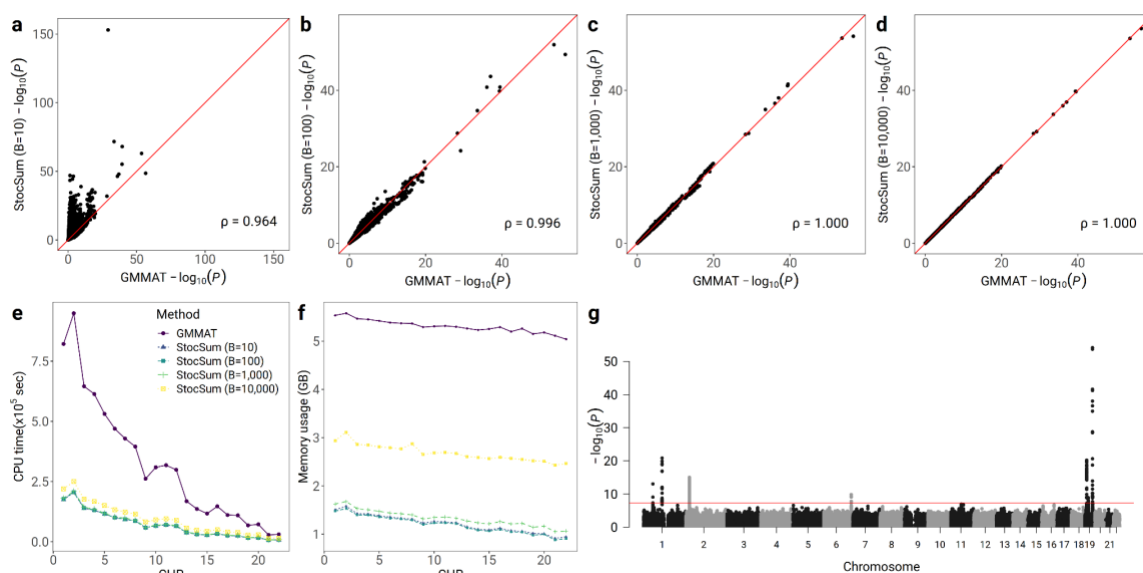 a
StocSum (B=10) −log10(P)
150
100
50
0
ρ = 0.964
0 50 100 150
GMMAT −log10(P)
b
StocSum (B=100) −log10(P)
40
20
0
ρ = 0.996
0 20 40
GMMAT −log10(P)
c
StocSum (B=1,000) −log10(P)
40
20
0
ρ = 1.000
0 20 40
GMMAT −log10(P)
d
StocSum (B=10,000) −log10(P)
40
20
0
ρ = 1.000
0 20 40
GMMAT −log10(P)
e
CPU time(x10⁵ sec)
7.5
5.0
2.5
0.0
Method
GMMAT
StocSum (B=10)
StocSum (B=100)
StocSum (B=1,000)
StocSum (B=10,000)
0 5 10 15 20
CHR
f
Memory usage (GB)
5
4
3
2
1
0 5 10 15 20
CHR
g
−log10(P)
50
40
30
20
10
0
1 2 3 4 5 6 7 8 9 10 11 12 13 14 15 16 17 18 19 21
Chromosome